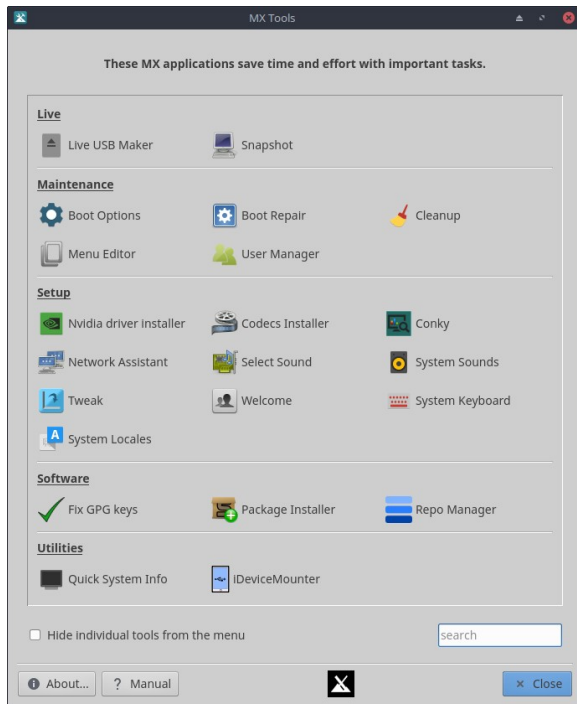 MX Tools
These MX applications save time and effort with important tasks.
Live
Live USB Maker Snapshot
Maintenance
Boot Options Boot Repair Cleanup
Menu Editor User Manager
Setup
Nvidia driver installer Codecs Installer Conky
Network Assistant Select Sound System Sounds
Tweak Welcome System Keyboard
A System Locales
Software
Fix GPG keys Package Installer Repo Manager
Utilities
Quick System Info iDeviceMounter
Hide individual tools from the menu search
About... ? Manual Close